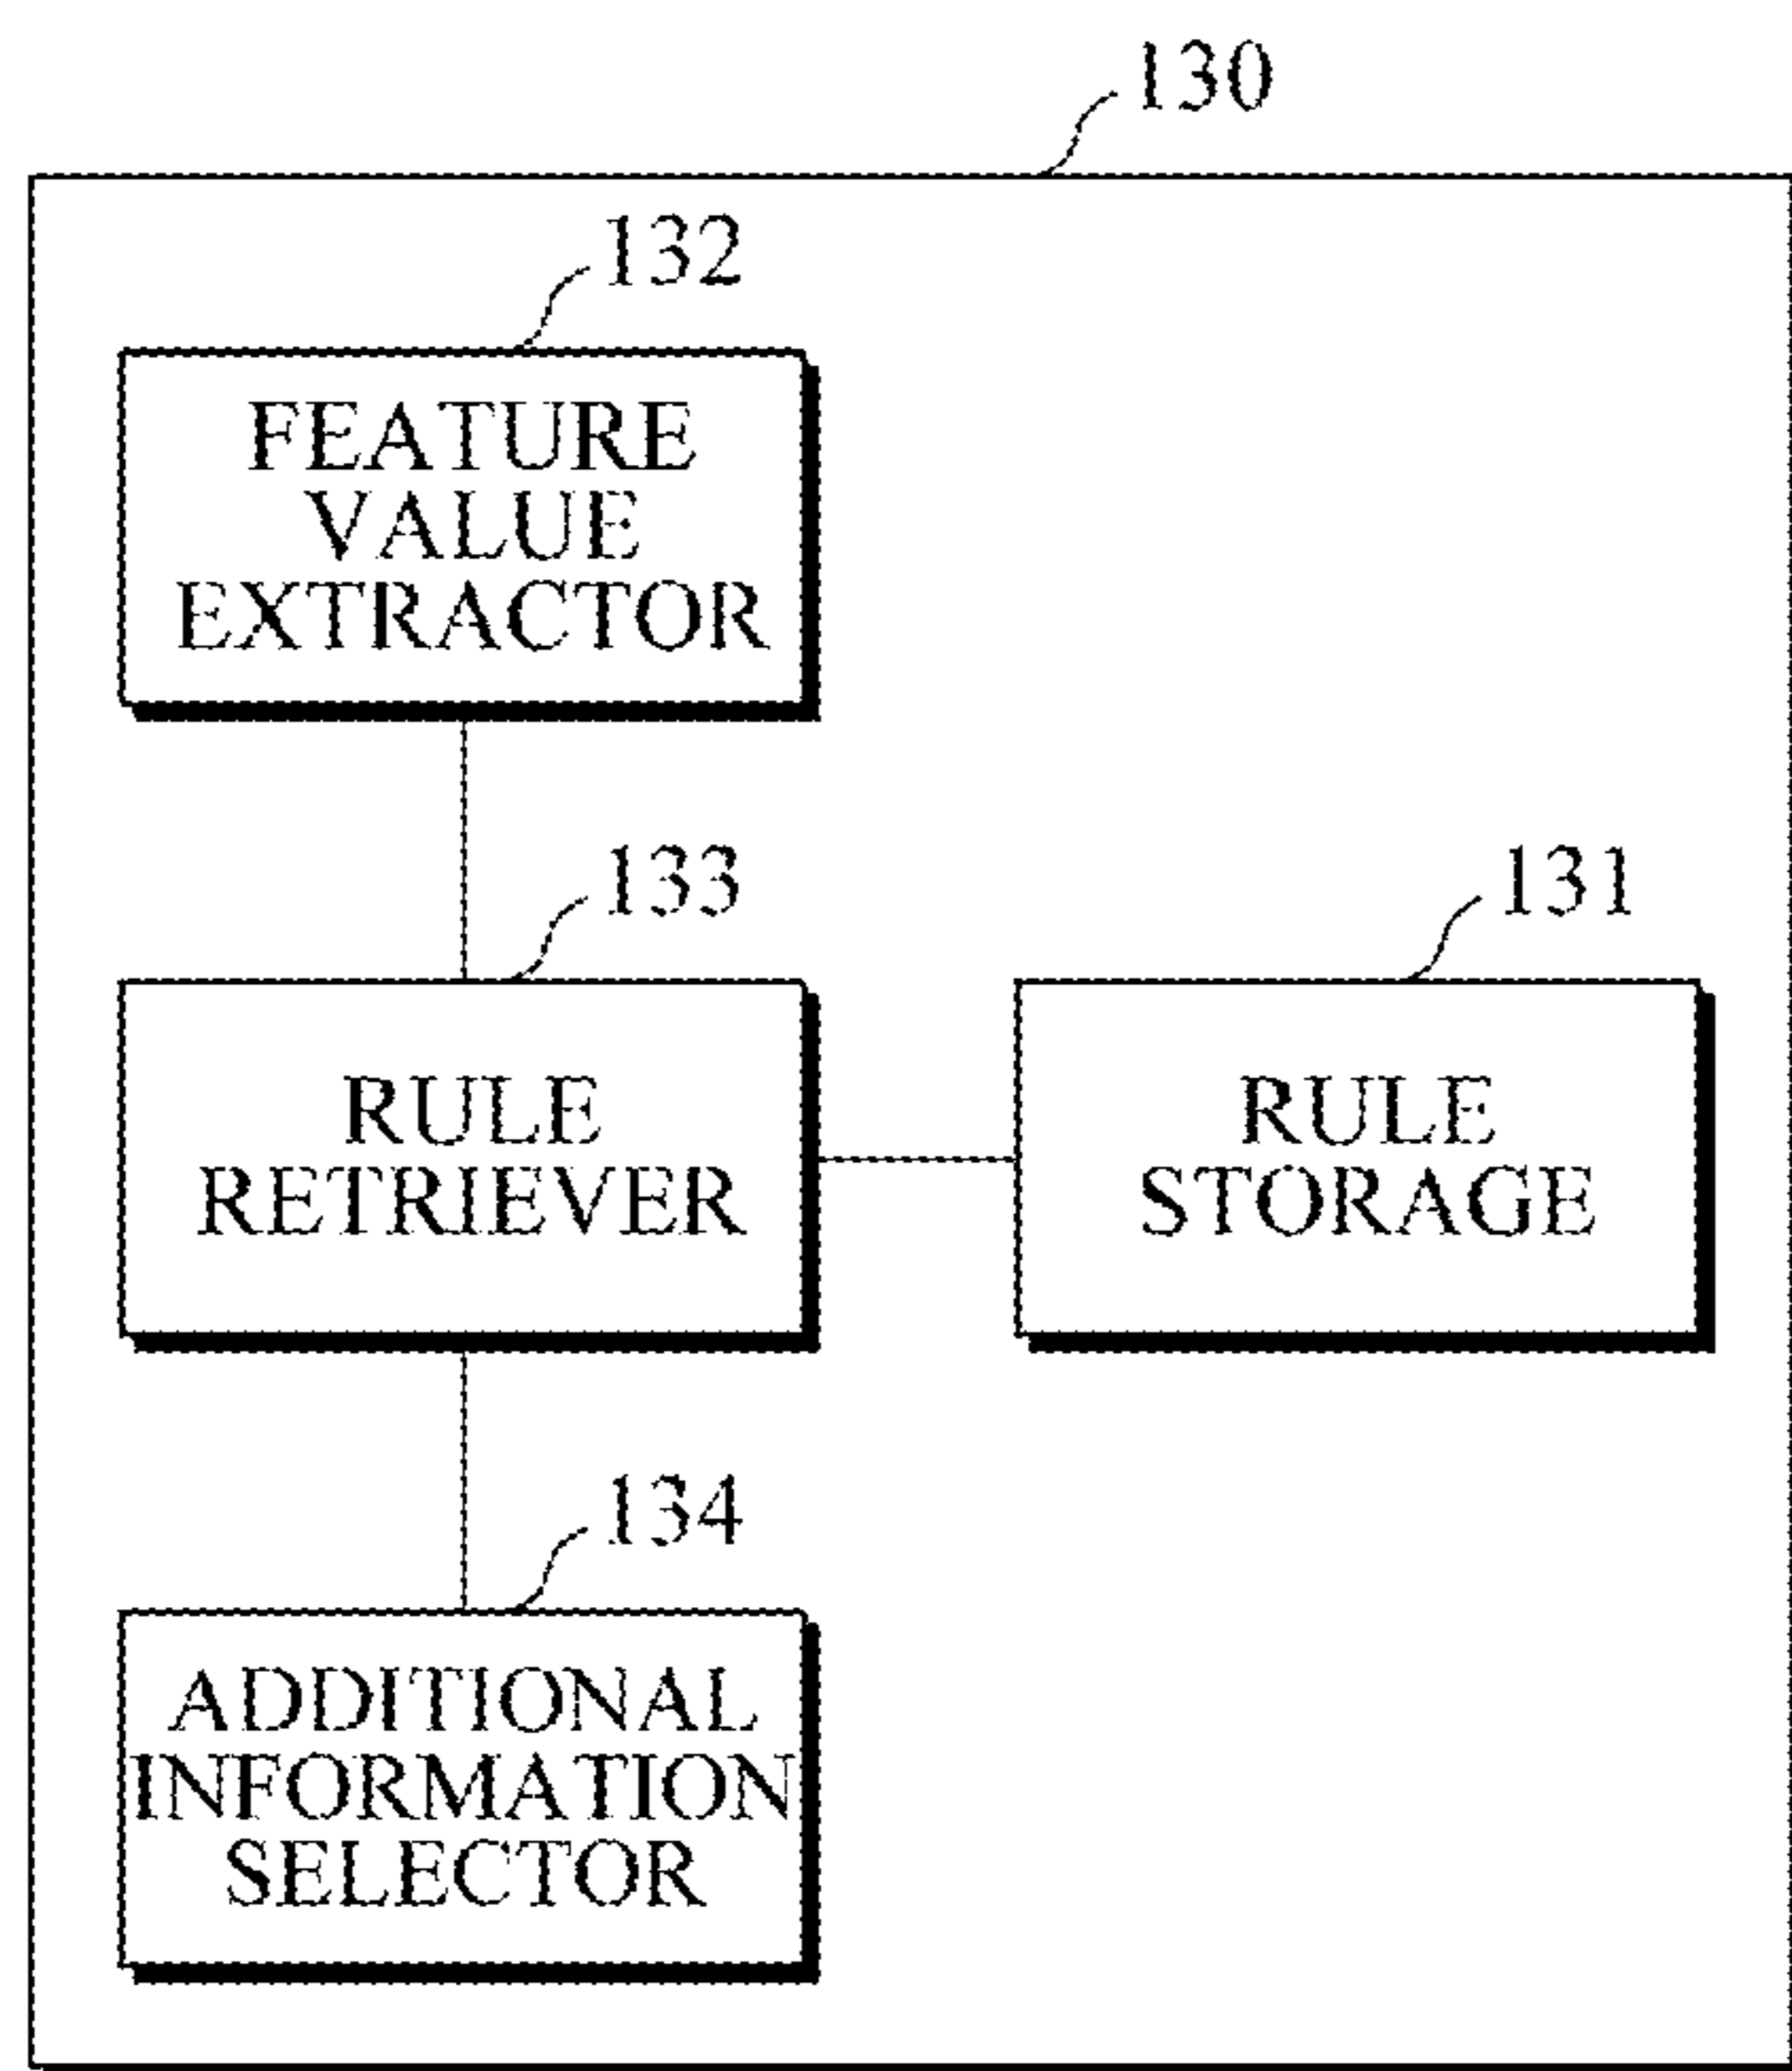 130
132
FEATURE
VALUE
EXTRACTOR
133
131
RULE
RETRIEVER
RULE
STORAGE
134
ADDITIONAL
INFORMATION
SELECTOR